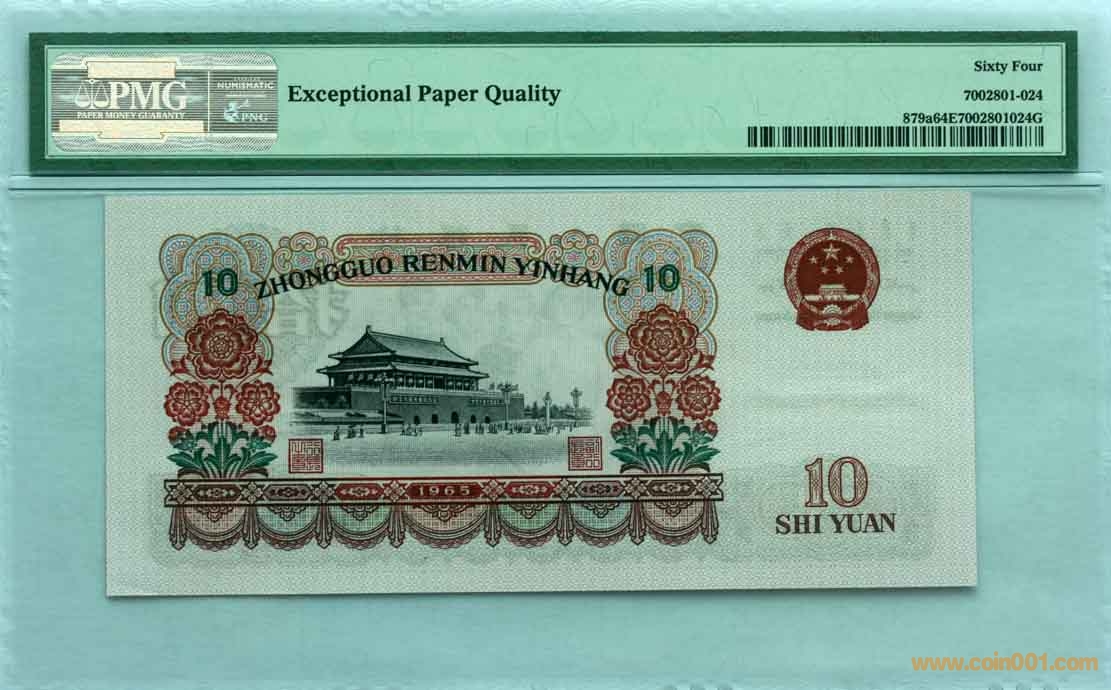 PMG
PAPER MONEY GUARANTY
NUMISMATIC
PNG
Exceptional Paper Quality
Sixty Four
7002801-024
879a64E7002801024G
10 ZHONGGUO RENMIN YINHANG 10
1965
10
SHI YUAN
www.coin001.com